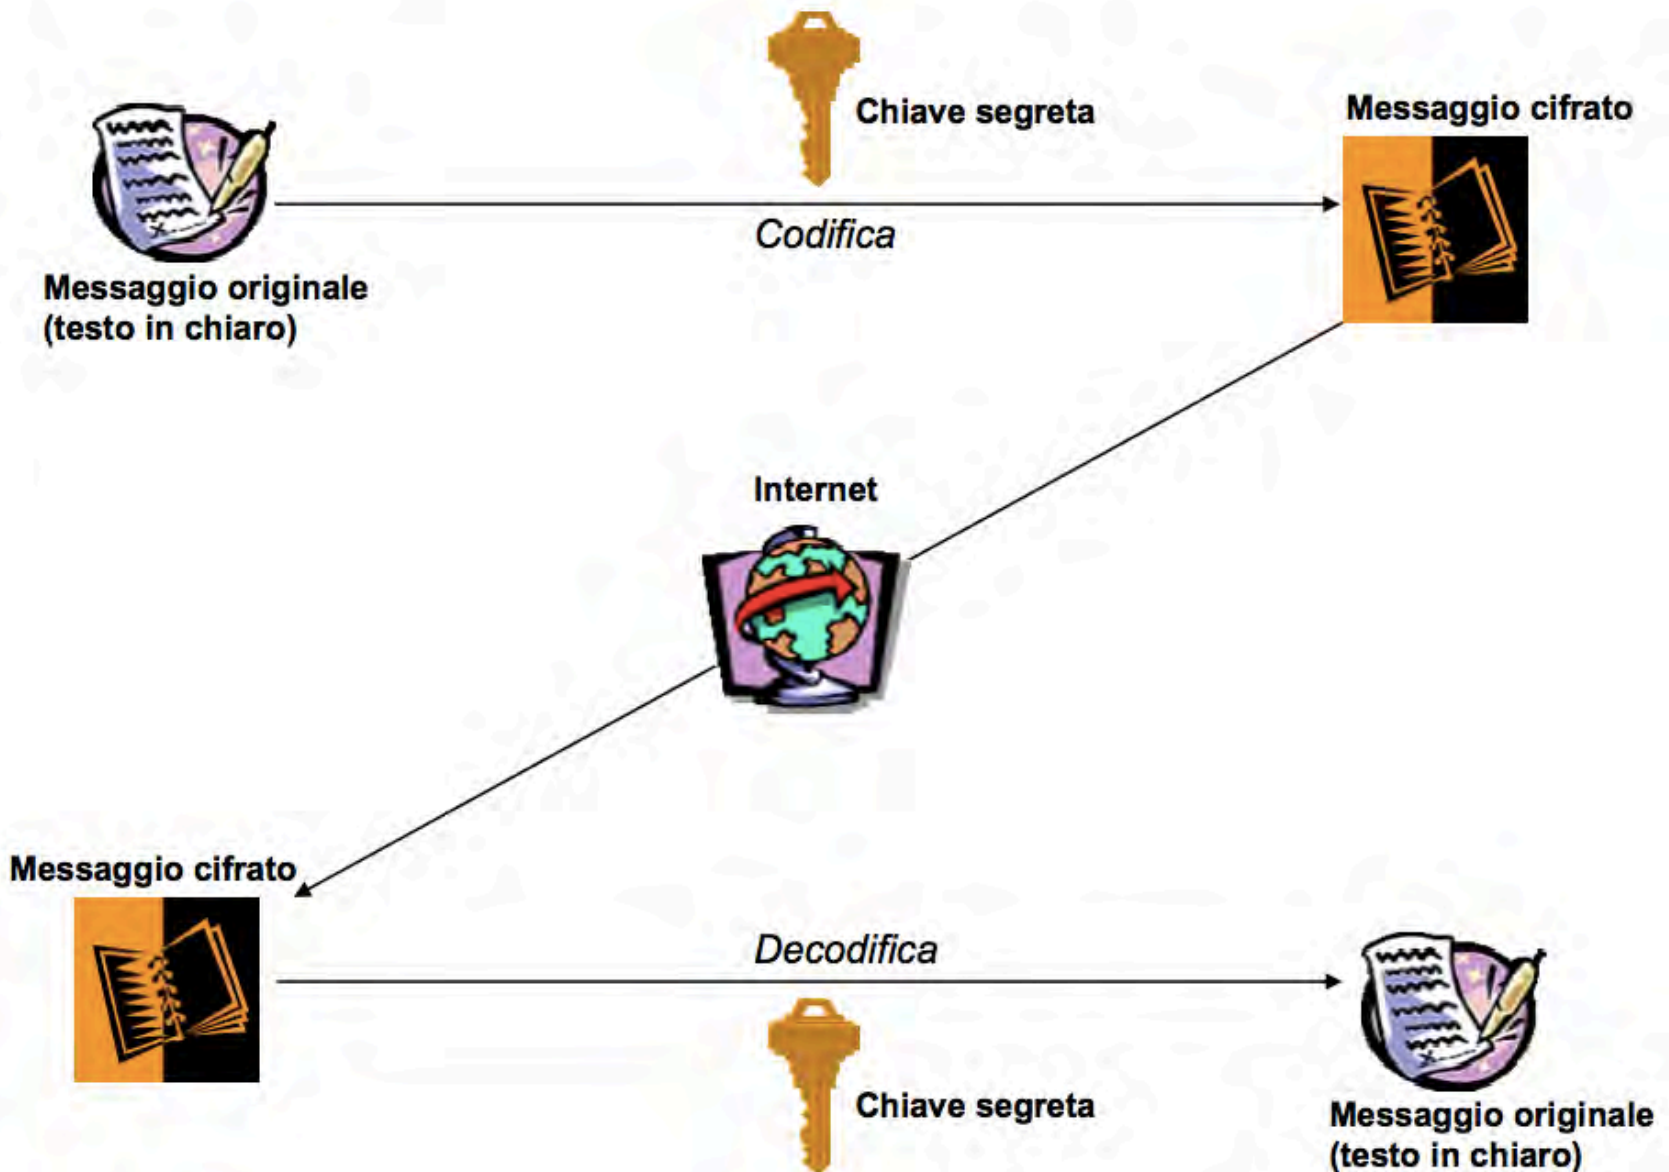 Chiave segreta
Messaggio cifrato
Codifica
Messaggio originale
(testo in chiaro)
Internet
Messaggio cifrato
Decodifica
Chiave segreta
Messaggio originale
(testo in chiaro)